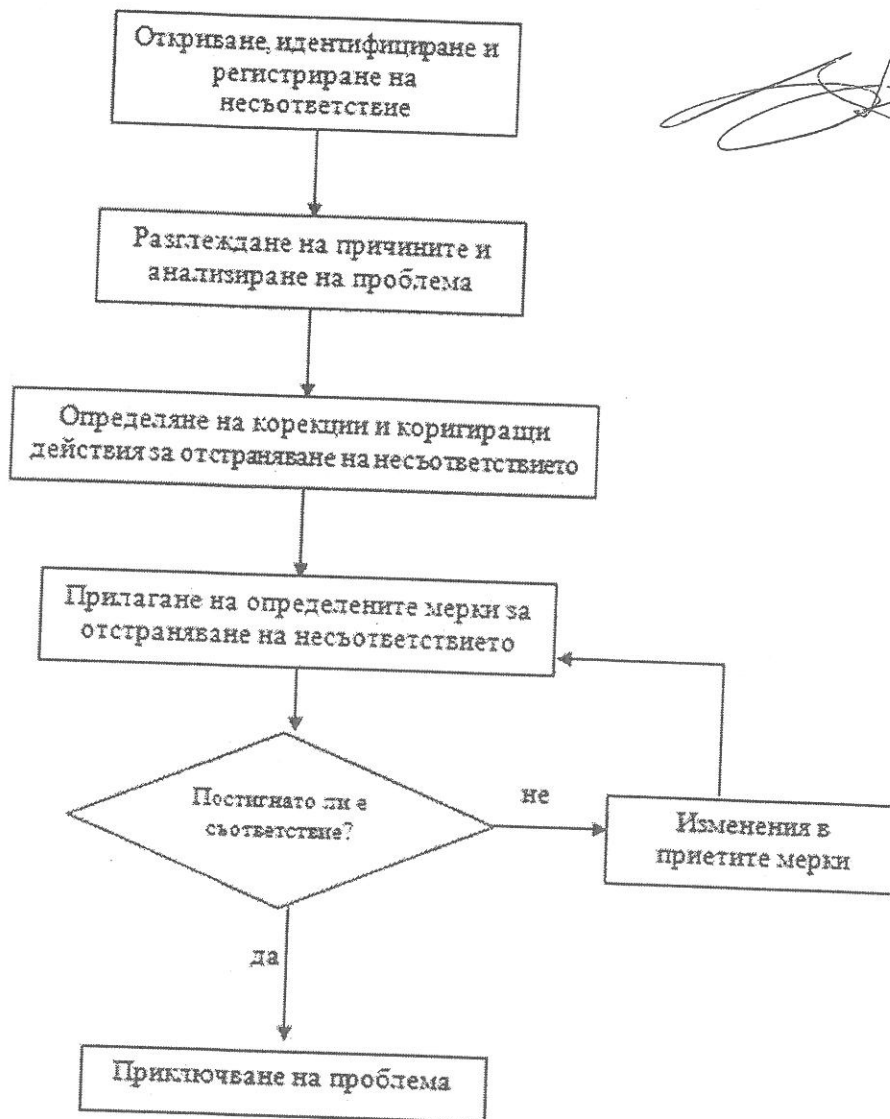 Откриване, идентифициране и
регистриране на
несъответствие
Разглеждане на причините и
анализиране на проблема
Определяне на корекции и коригиращи
действия за отстраняване на несъответствието
Прилагане на определените мерки за
отстраняване на несъответствието
Постигнато ли е
съответствие?
не
Изменения в
приетите мерки
да
Приключване на проблема